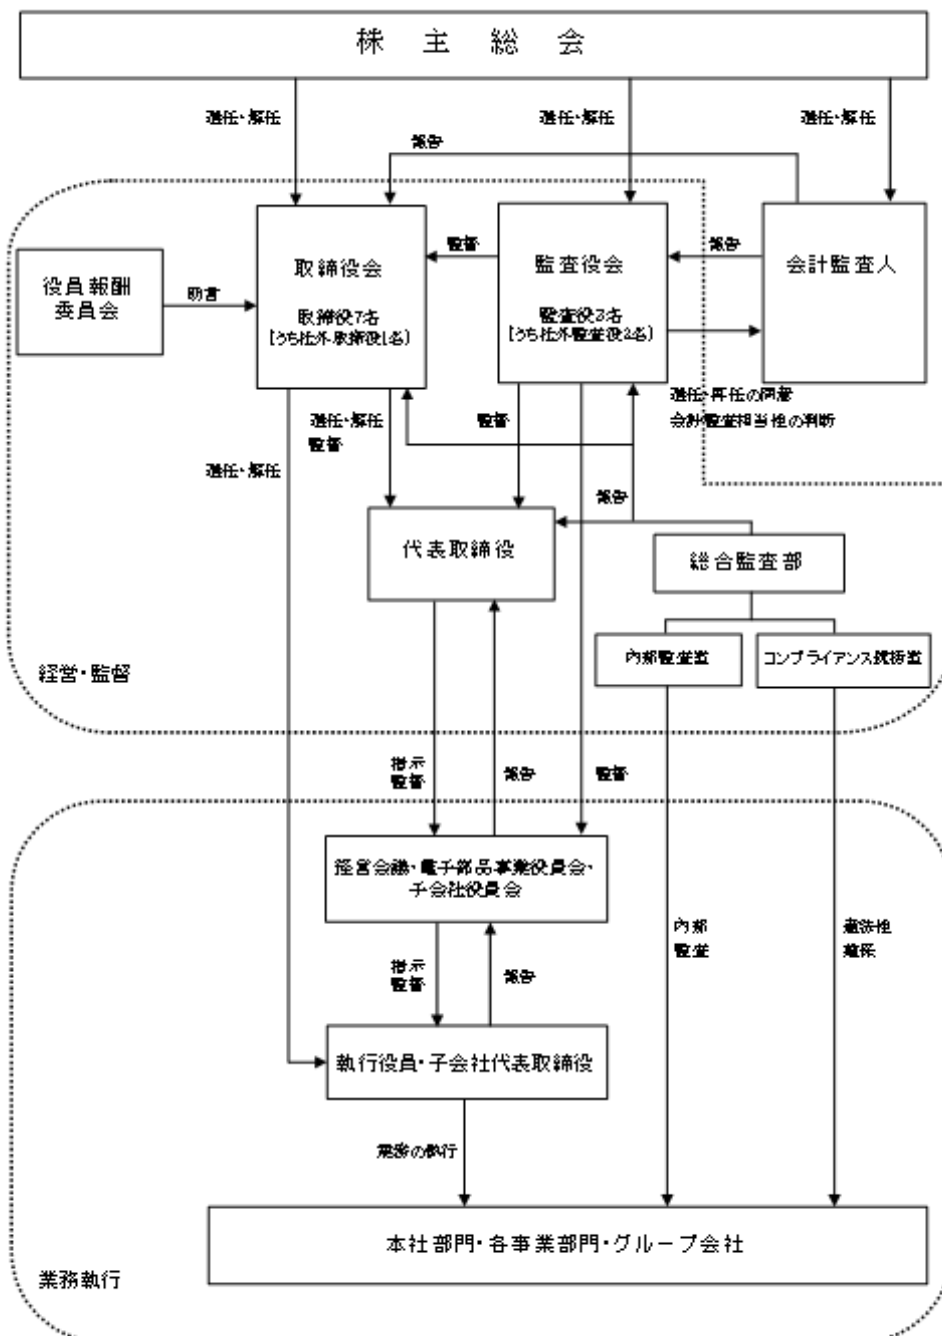 株主総会
選任・解任
選任・解任
選任・解任
報告
役員報酬
委員会
助言
取締役会
取締役7名
[うち社外取締役1名]
監督
監査役会
監査役3名
[うち社外監査役2名]
報告
会計監査人
選任・再任の同意
会計監査相当性の判断
選任・解任
監督
監督
選任・解任
報告
代表取締役
総合監査部
内部監査
コンプライアンス
経営・監督
指示
監督
報告
監督
経営会議・電子部品事業役員会・
子会社役員会
内部
監査
適法性
指示
監督
報告
執行役員・子会社代表取締役
業務の執行
本社部門・各事業部門・グループ会社
業務執行